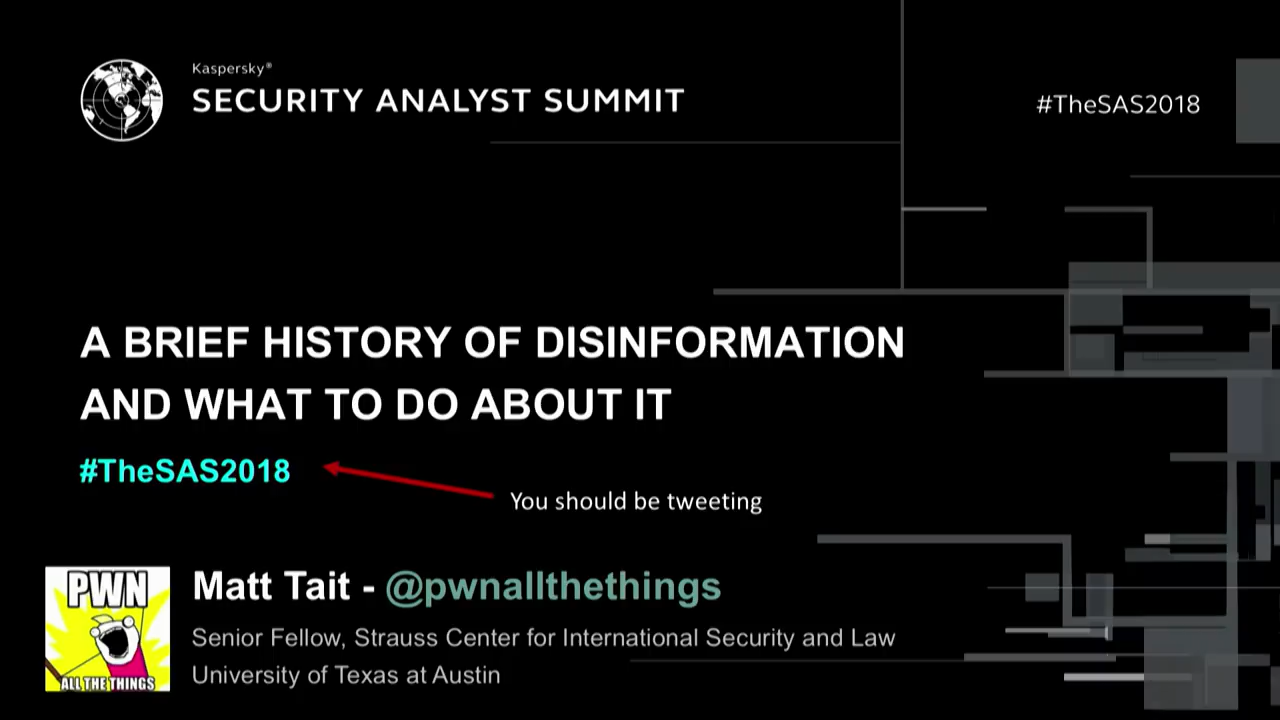 Kaspersky®
SECURITY ANALYST SUMMIT
#TheSAS2018
A BRIEF HISTORY OF DISINFORMATION
AND WHAT TO DO ABOUT IT
#TheSAS2018
You should be tweeting
PWN
ALL THE THINGS
Matt Tait - @pwnallthethings
Senior Fellow, Strauss Center for International Security and Law
University of Texas at Austin